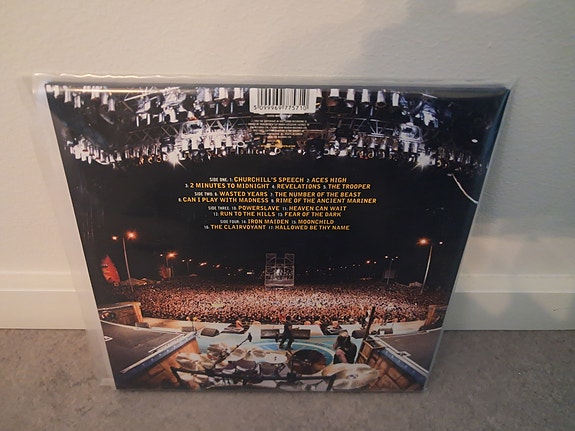 5 099969 775710
SIDE ONE: 1. CHURCHILL'S SPEECH 2. ACES HIGH
3. 2 MINUTES TO MIDNIGHT 4. REVELATIONS 5. THE TROOPER
SIDE TWO: 6. WASTED YEARS 7. THE NUMBER OF THE BEAST
8. CAN I PLAY WITH MADNESS 9. RIME OF THE ANCIENT MARINER
SIDE THREE: 10. POWERSLAVE 11. HEAVEN CAN WAIT
12. RUN TO THE HILLS 13. FEAR OF THE DARK
SIDE FOUR: 14. IRON MAIDEN 15. MOONCHILD
16. THE CLAIRVOYANT 17. HALLOWED BE THY NAME